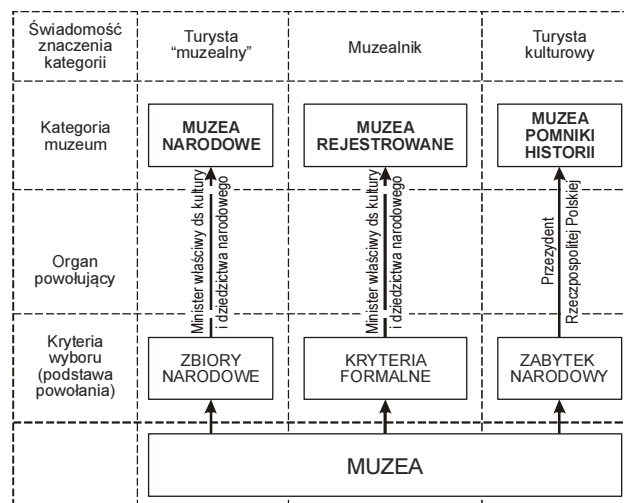 Świadomość
znaczenia
kategorii
Turysta
“muzealny”
Muzealnik
Turysta
kulturowy
Kategoria
muzeum
MUZEA
NARODOWE
MUZEA
REJESTROWANE
MUZEA
POMNIKI
HISTORII
Organ
powołujący
Minister właściwy ds kultury
i dziedzictwa narodowego
Minister właściwy ds kultury
i dziedzictwa narodowego
Prezydent
Rzeczpospolitej Polskiej
Kryteria
wyboru
(podstawa
powołania)
ZBIORY
NARODOWE
KRYTERIA
FORMALNE
ZABYTEK
NARODOWY
MUZEA